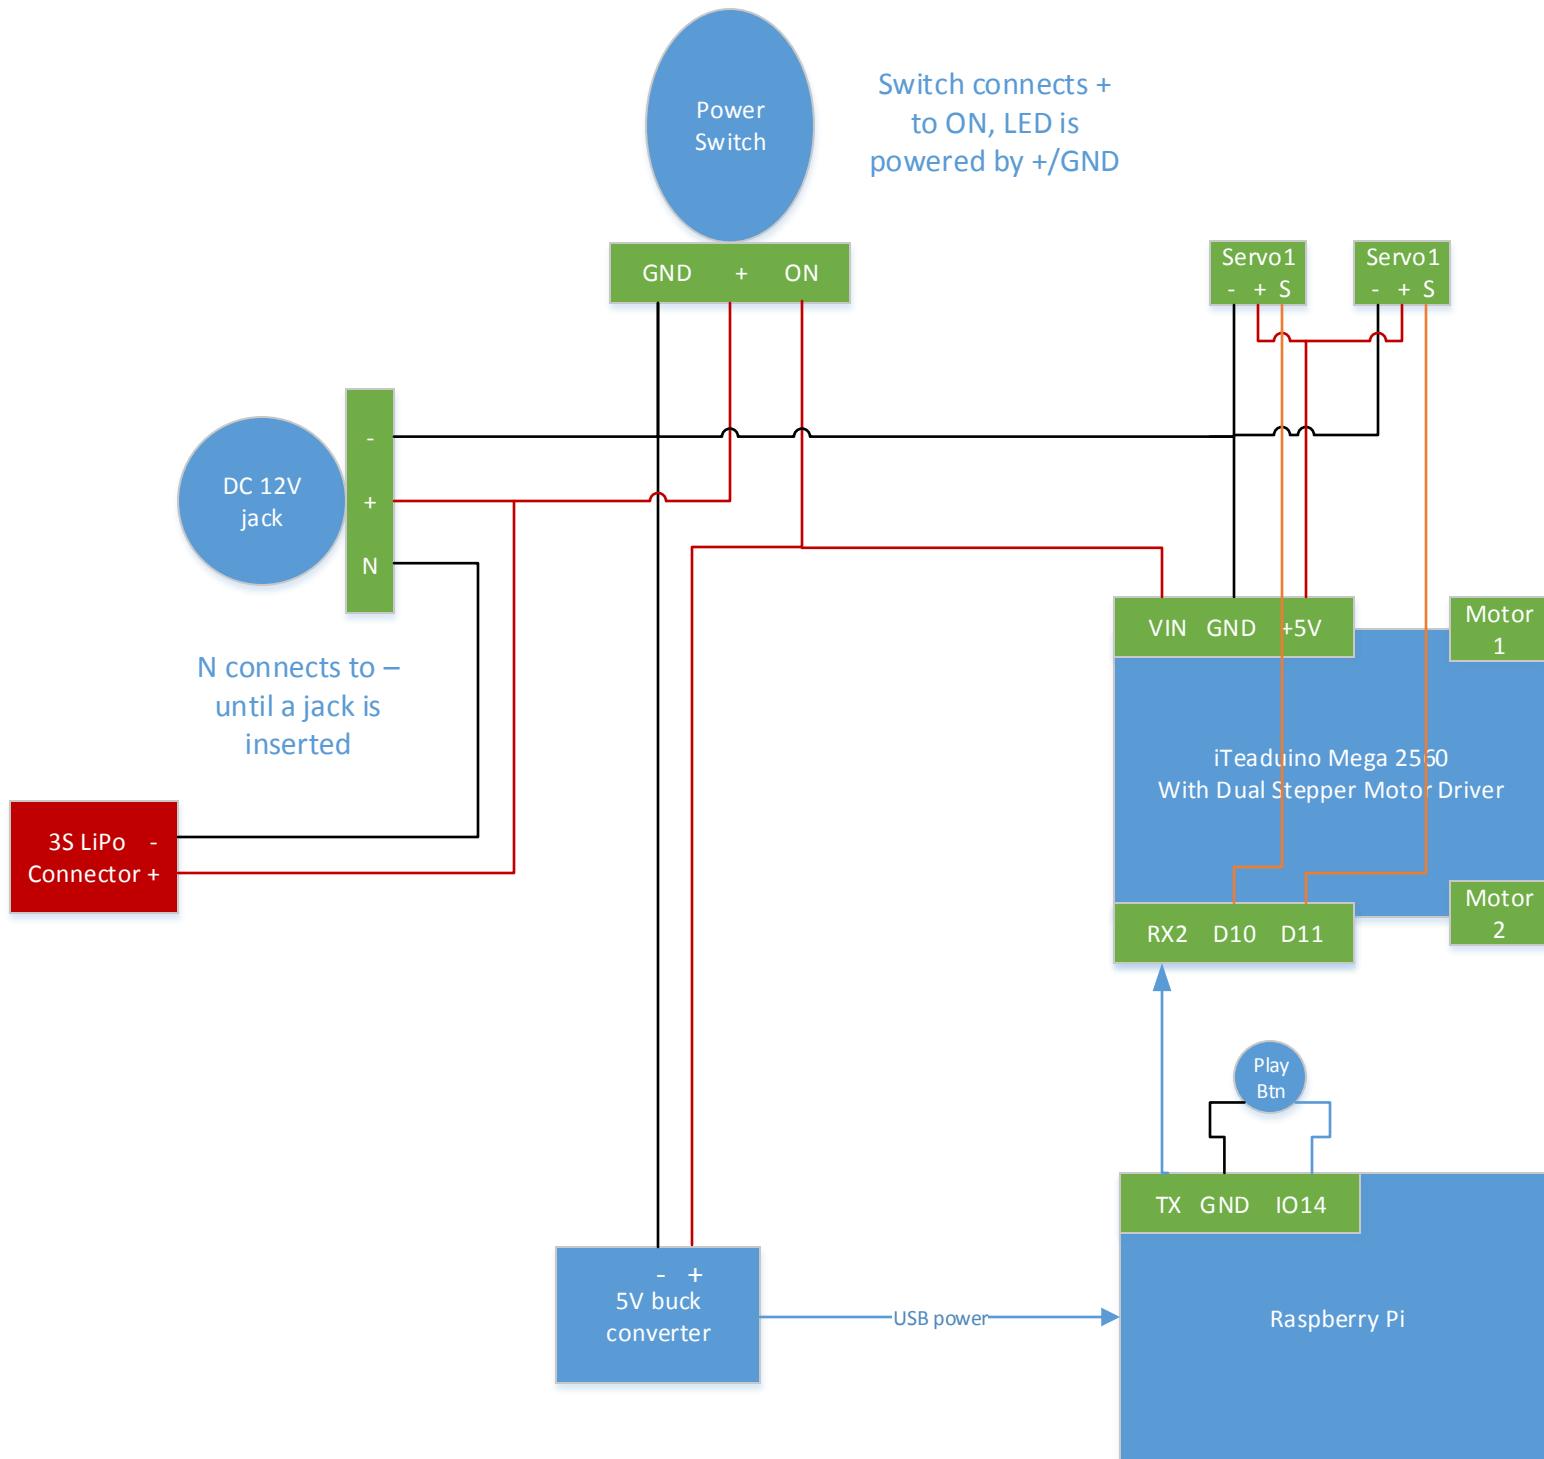 Power
Switch
Switch connects +
to ON, LED is
powered by +/GND
GND + ON
Servo1
- + S
Servo1
- + S
-
+
N
DC 12V
jack
N connects to –
until a jack is
inserted
3S LiPo -
Connector +
VIN GND +5V
Motor
1
iTeaduino Mega 2560
With Dual Stepper Motor Driver
Motor
2
RX2 D10 D11
Play
Btn
TX GND IO14
- +
5V buck
converter
USB power
Raspberry Pi